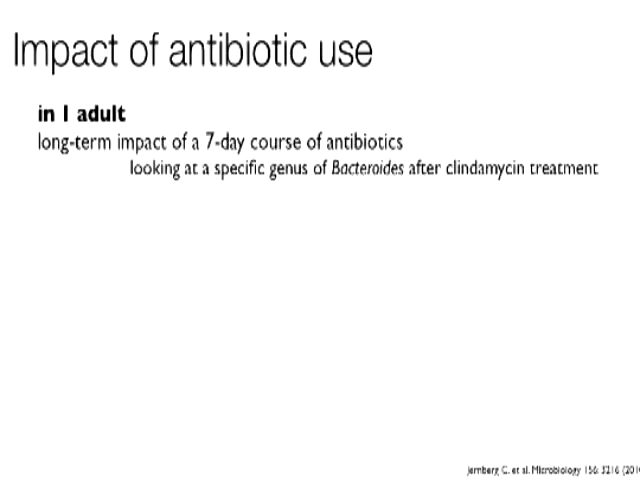 Impact of antibiotic use
in 1 adult
long-term impact of a 7-day course of antibiotics
looking at a specific genus of Bacteroides after clindamycin treatment
Jernberg C. et al. Microbiology 156: 3216 (201